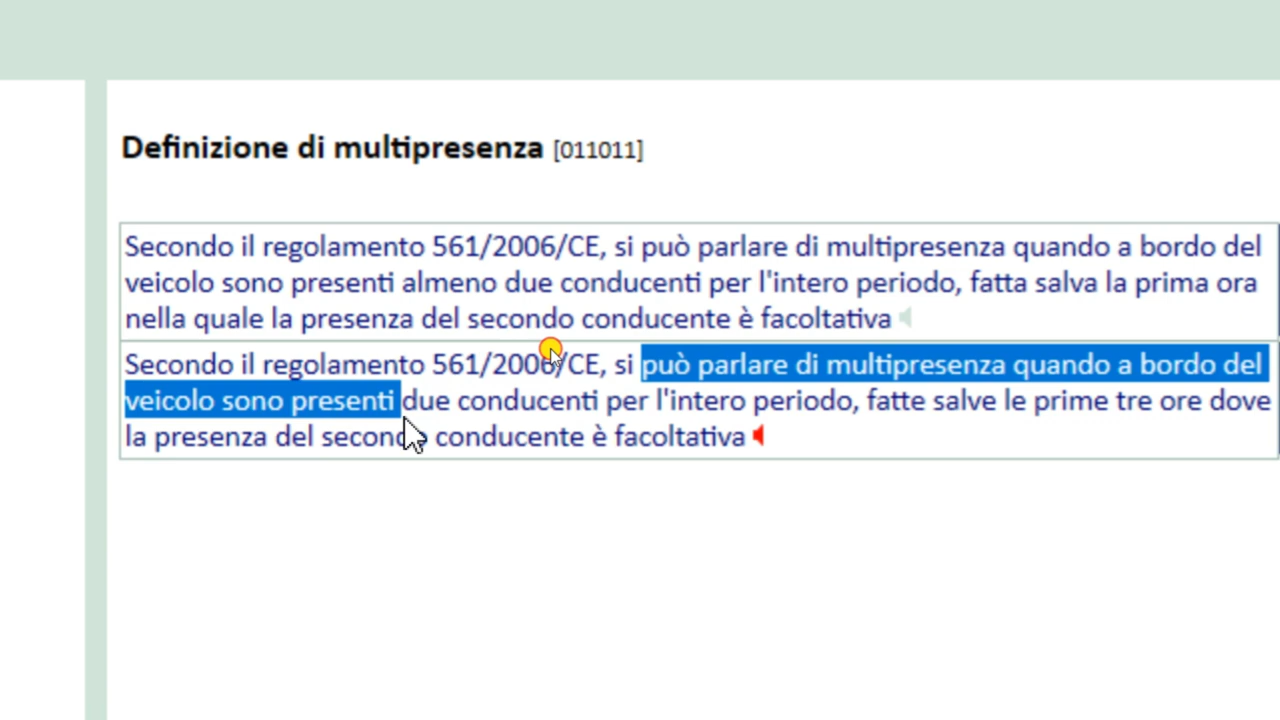 Definizione di multipresenza [011011]
Secondo il regolamento 561/2006/CE, si può parlare di multipresenza quando a bordo del
veicolo sono presenti almeno due conducenti per l'intero periodo, fatta salva la prima ora
nella quale la presenza del secondo conducente è facoltativa
Secondo il regolamento 561/2006/CE, si può parlare di multipresenza quando a bordo del
veicolo sono presenti due conducenti per l'intero periodo, fatte salve le prime tre ore dove
la presenza del secondo conducente è facoltativa